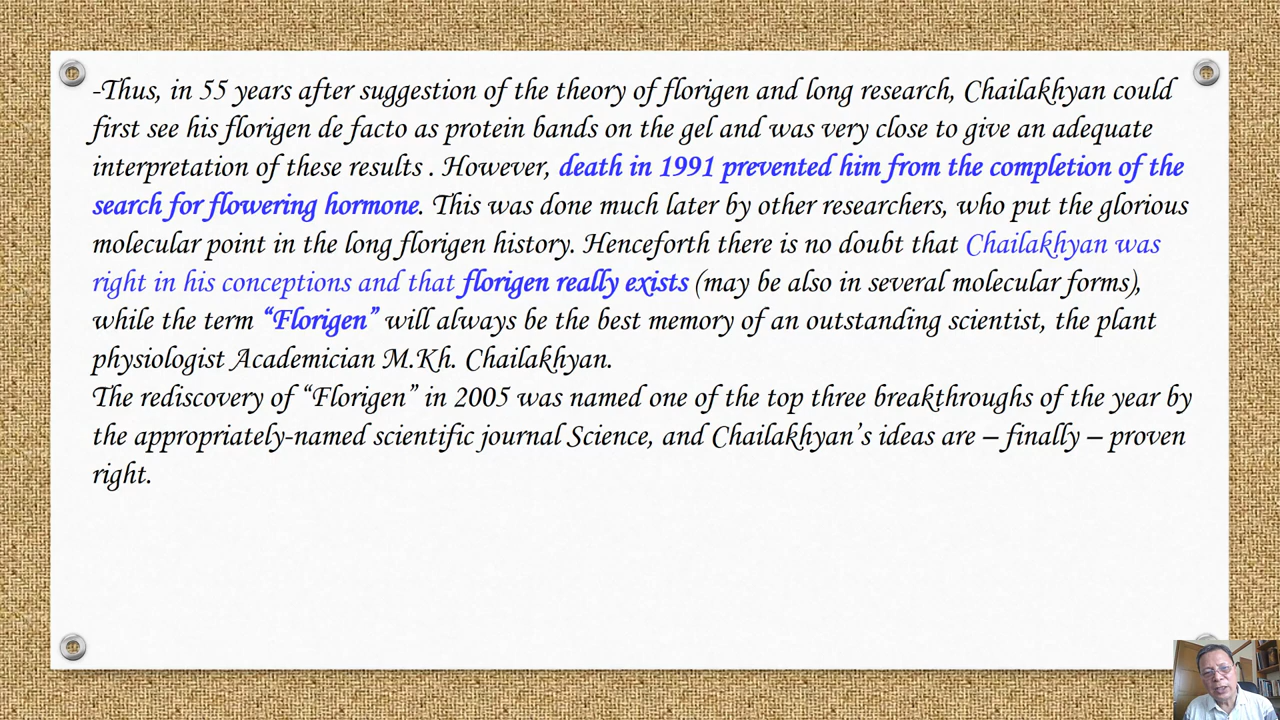 -Thus, in 55 years after suggestion of the theory of florigen and long research, Chailakhyan could
first see his florigen de facto as protein bands on the gel and was very close to give an adequate
interpretation of these results . However, death in 1991 prevented him from the completion of the
search for flowering hormone. This was done much later by other researchers, who put the glorious
molecular point in the long florigen history. Henceforth there is no doubt that Chailakhyan was
right in his conceptions and that florigen really exists (may be also in several molecular forms),
while the term “Florigen” will always be the best memory of an outstanding scientist, the plant
physiologist Academician M.Kh. Chailakhyan.
The rediscovery of “Florigen” in 2005 was named one of the top three breakthroughs of the year by
the appropriately-named scientific journal Science, and Chailakhyan’s ideas are – finally – proven
right.